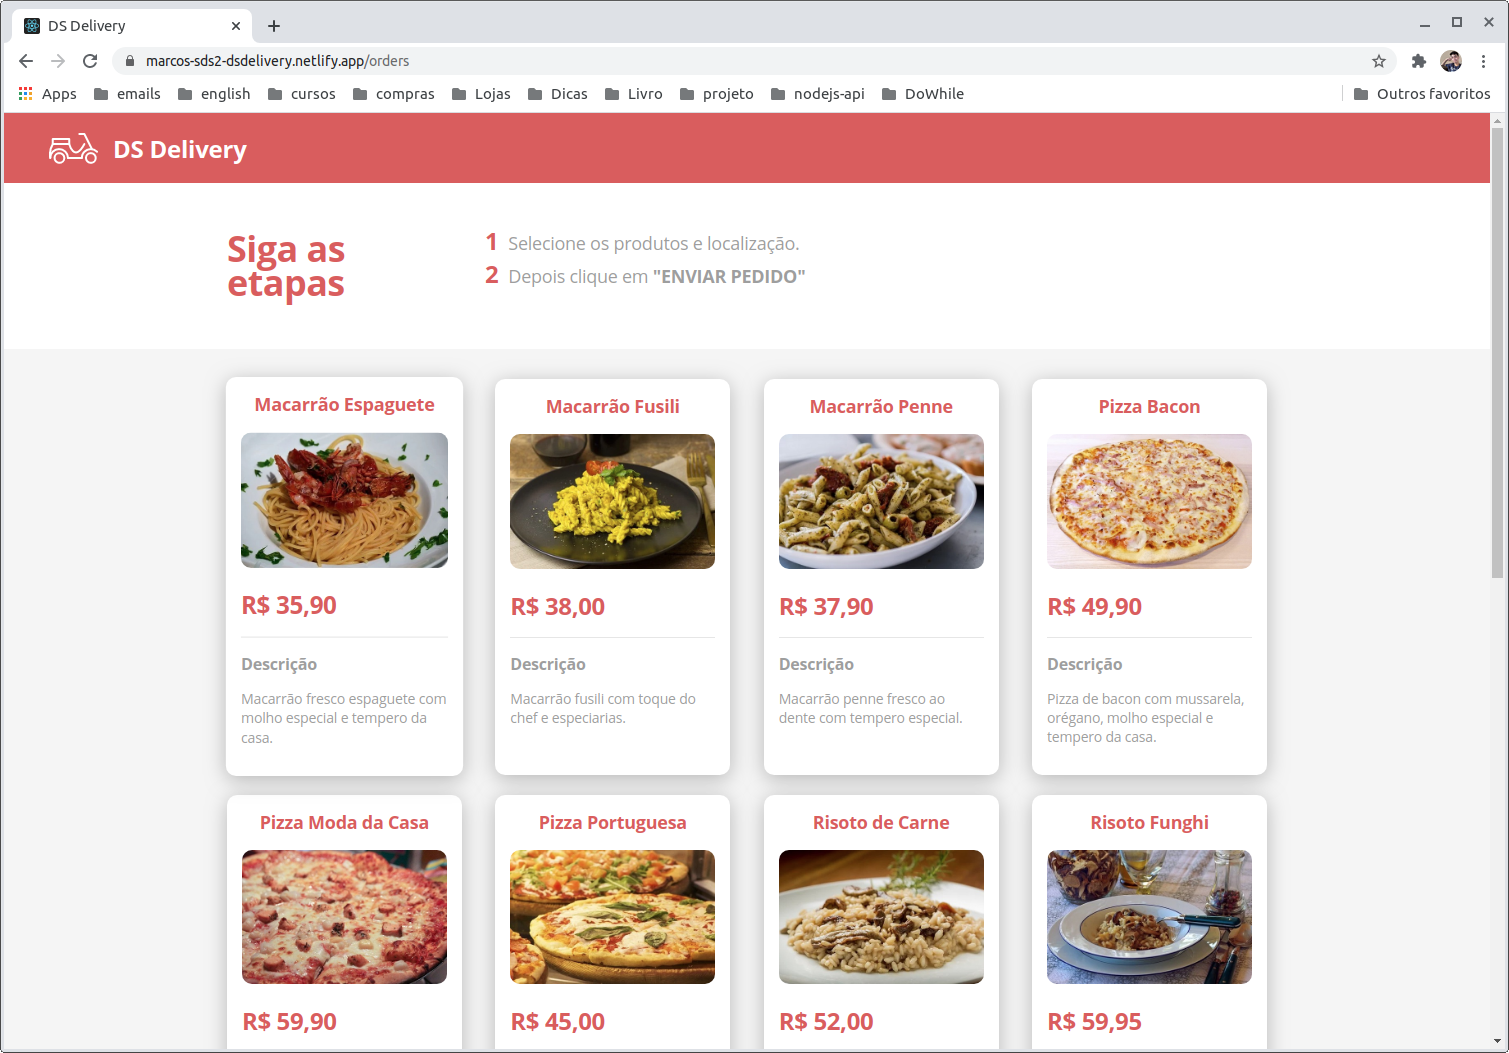 DS Delivery
marcos-sds2-dsdelivery.netlify.app/orders
Apps emails english cursos compras Lojas Dicas Livro projeto nodejs-api DoWhile Outros favoritos
DS Delivery
Siga as
etapas
1 Selecione os produtos e localização.
2 Depois clique em "ENVIAR PEDIDO"
Macarrão Espaguete
R$ 35,90
Descrição
Macarrão fresco espaguete com
molho especial e tempero da
casa.
Macarrão Fusili
R$ 38,00
Descrição
Macarrão fusili com toque do
chef e especiarias.
Macarrão Penne
R$ 37,90
Descrição
Macarrão penne fresco ao
dente com tempero especial.
Pizza Bacon
R$ 49,90
Descrição
Pizza de bacon com mussarela,
orégano, molho especial e
tempero da casa.
Pizza Moda da Casa
R$ 59,90
Pizza Portuguesa
R$ 45,00
Risoto de Carne
R$ 52,00
Risoto Funghi
R$ 59,95